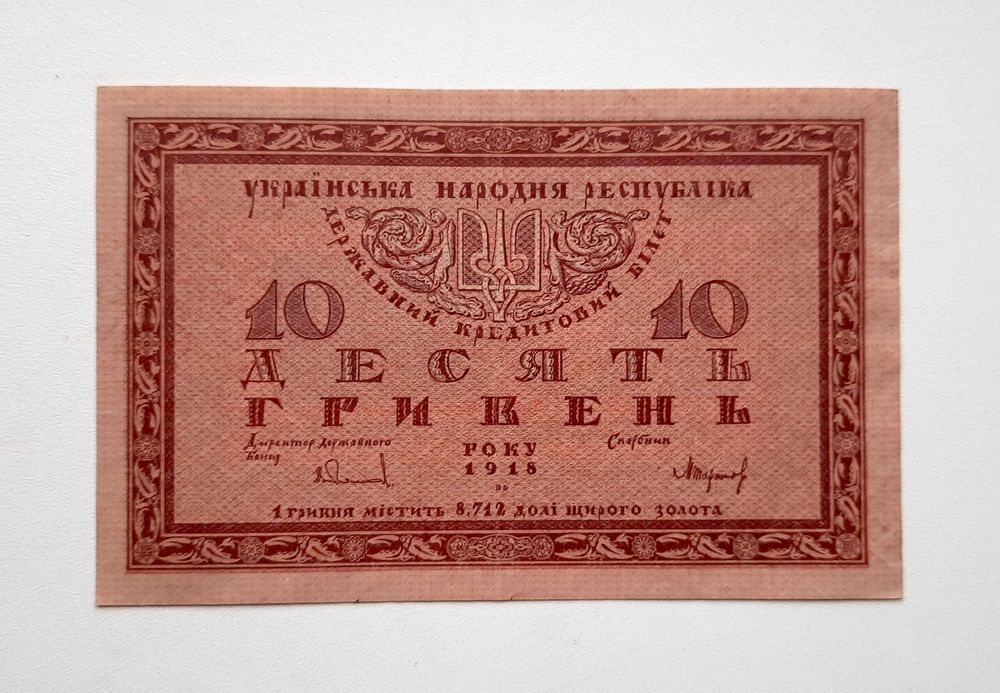 УКРАЇНСЬКА НАРОДНЯ РЕСПУБЛІКА
ДЕРЖАВНИЙ КРЕДИТОВИЙ БІЛЄТ
10 10
ДЕСЯТЬ
ГРИВЕНЬ
Директор Державного Банку
Скарбник
РОКУ
1918
1 гривня містить 8.712 долі щирого золота